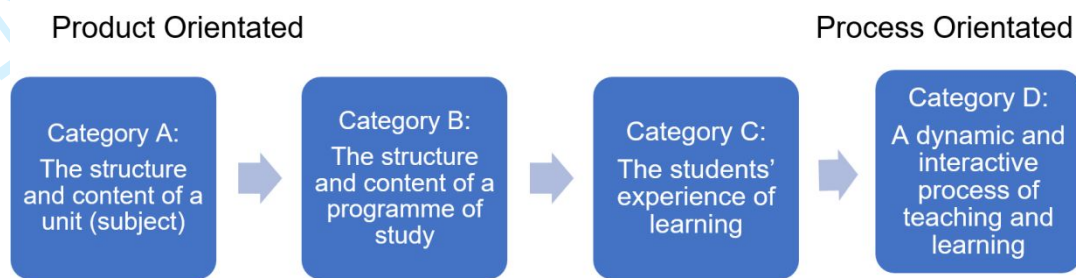 Product Orientated
Process Orientated
Category A:
The structure
and content of a
unit (subject)
Category B:
The structure
and content of a
programme of
study
Category C:
The students’
experience of
learning
Category D:
A dynamic and
interactive
process of
teaching and
learning